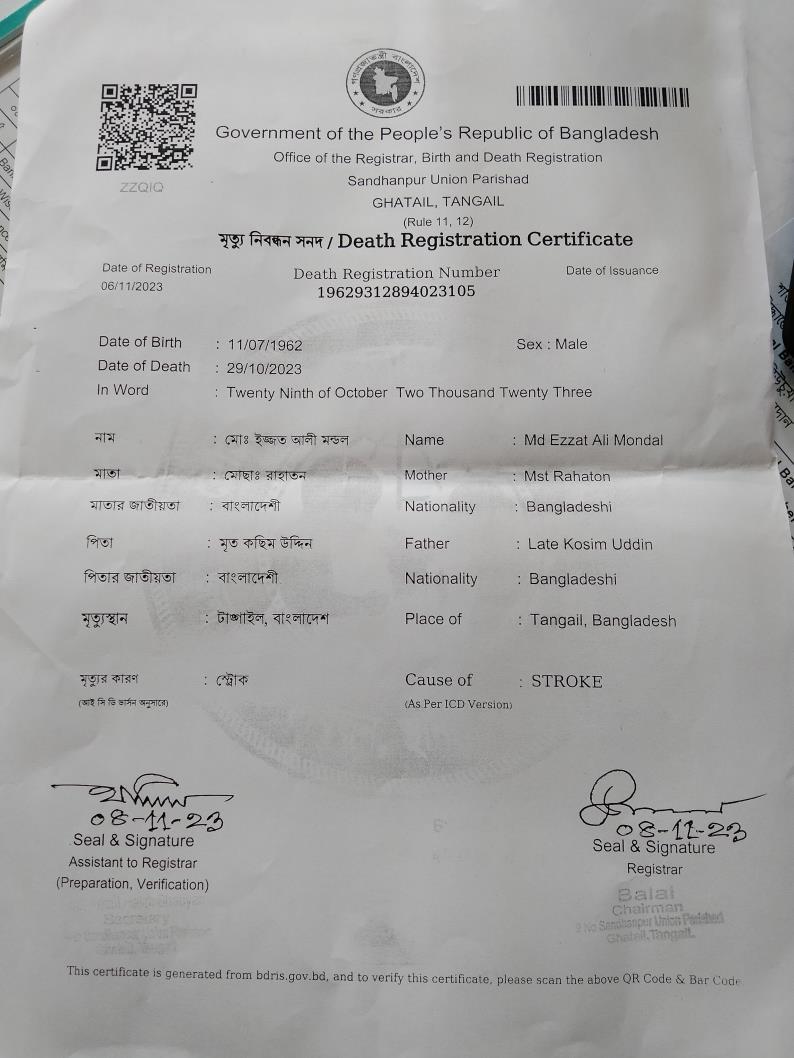 গণপ্রজাতন্ত্রী বাংলাদেশ
সরকার
ZZQIQ
Government of the People's Republic of Bangladesh
Office of the Registrar, Birth and Death Registration
Sandhanpur Union Parishad
GHATAIL, TANGAIL
(Rule 11, 12)
মৃত্যু নিবন্ধন সনদ / Death Registration Certificate
Date of Registration Death Registration Number Date of Issuance
06/11/2023 19629312894023105
Date of Birth : 11/07/1962 Sex : Male
Date of Death : 29/10/2023
In Word : Twenty Ninth of October Two Thousand Twenty Three
নাম : মোঃ ইজ্জত আলী মন্ডল Name : Md Ezzat Ali Mondal
মাতা : মোছাঃ রাহাতন Mother : Mst Rahaton
মাতার জাতীয়তা : বাংলাদেশী Nationality : Bangladeshi
পিতা : মৃত কছিম উদ্দিন Father : Late Kosim Uddin
পিতার জাতীয়তা : বাংলাদেশী Nationality : Bangladeshi
মৃত্যুস্থান : টাঙ্গাইল, বাংলাদেশ Place of : Tangail, Bangladesh
মৃত্যুর কারণ : স্ট্রোক Cause of : STROKE
(আই সি ডি ভার্সন অনুসারে) (As Per ICD Version)
08-11-23 08-11-23
Seal & Signature Seal & Signature
Assistant to Registrar Registrar
(Preparation, Verification)
Balal
Chairman
Secretary 9 No Sandhanpur Union Parishad
Ghatail, Tangail.
This certificate is generated from bdris.gov.bd, and to verify this certificate, please scan the above QR Code & Bar Code